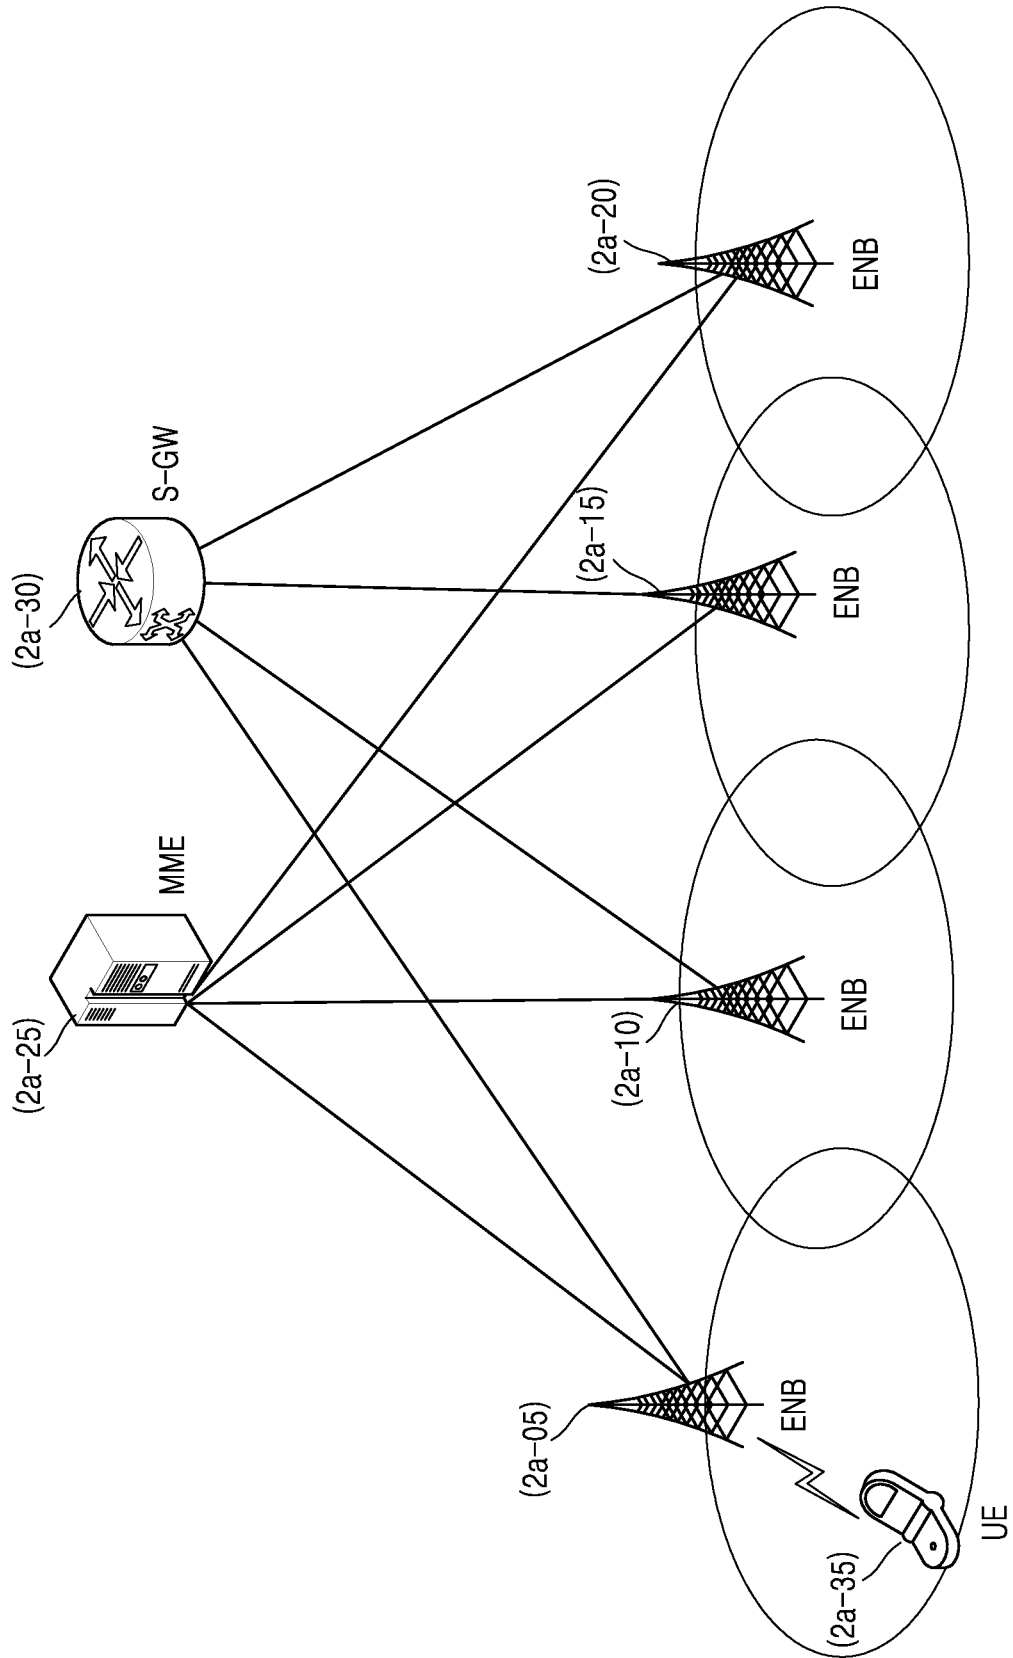 (2a-25)
MME
(2a-30)
S-GW
(2a-05)
ENB
(2a-10)
ENB
(2a-15)
ENB
(2a-20)
ENB
(2a-35)
UE